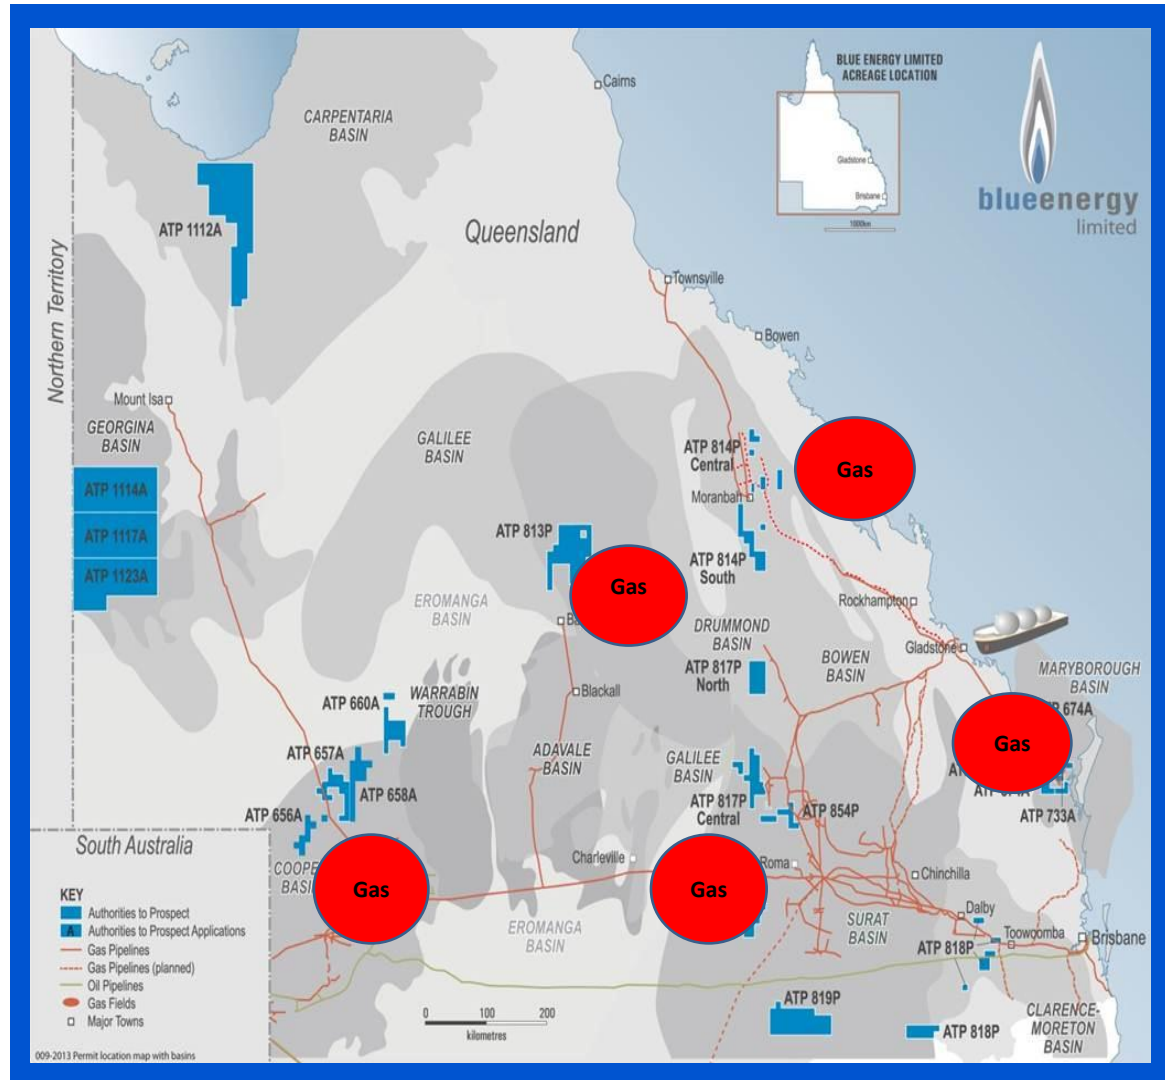 BLUE ENERGY LIMITED
ACREAGE LOCATION
Gladstone
Brisbane
1000km
blueenergy
limited
Cairns
CARPENTARIA
BASIN
ATP 1112A
Queensland
Northern Territory
Townsville
Bowen
Mount Isa
GEORGINA
BASIN
GALILEE
BASIN
ATP 814P
Central
Gas
Moranbah
ATP 1114A
ATP 1117A
ATP 1123A
ATP 813P
ATP 814P
South
Gas
EROMANGA
BASIN
Rockhampton
DRUMMOND
BASIN
Gladstone
BOWEN
BASIN
MARYBOROUGH
BASIN
ATP 817P
North
Blackall
WARRABIN
TROUGH
ATP 660A
674A
Gas
ADAVALE
BASIN
GALILEE
BASIN
ATP 657A
ATP 658A
ATP 817P
Central
ATP 854P
ATP 733A
ATP 656A
South Australia
Charleville
Roma
Chinchilla
Gas
Gas
KEY
Authorities to Prospect
A Authorities to Prospect Applications
Gas Pipelines
Gas Pipelines (planned)
Oil Pipelines
Gas Fields
Major Towns
EROMANGA
BASIN
SURAT
BASIN
Dalby
Toowoomba
Brisbane
ATP 818P
0 100 200
kilometres
ATP 819P
ATP 818P
CLARENCE-
MORETON
BASIN
009-2013 Permit location map with basins